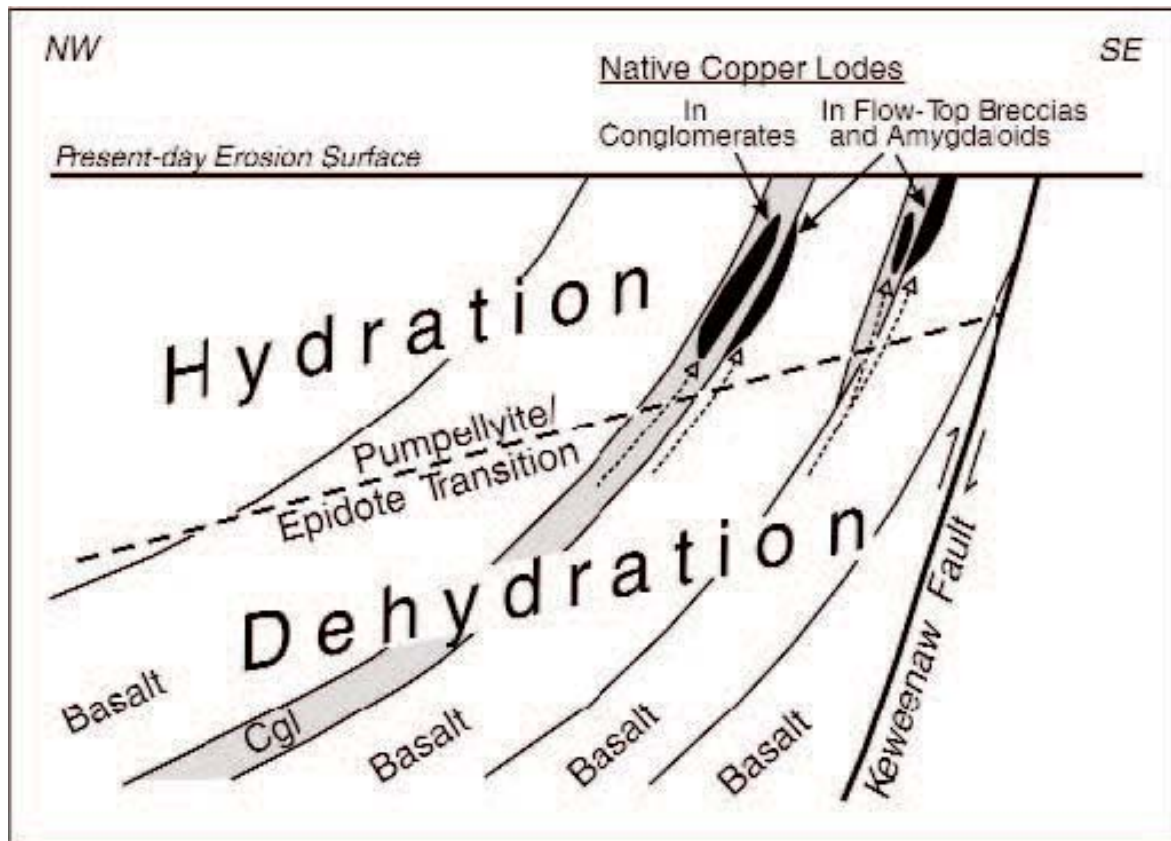 NW
SE
Native Copper Lodes
In
Conglomerates
In Flow-Top Breccias
and Amygdaloids
Present-day Erosion Surface
Hydration
Pumpellyite/
Epidote Transition
Dehydration
Basalt
Cgl
Basalt
Basalt
Basalt
Keweenaw Fault